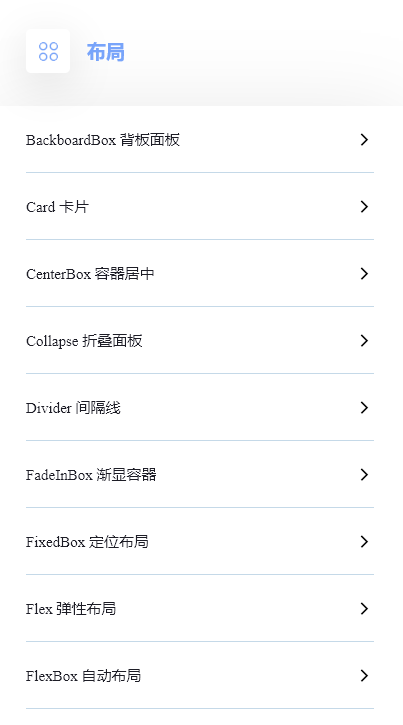 布局
BackboardBox 背板面板
Card 卡片
CenterBox 容器居中
Collapse 折叠面板
Divider 间隔线
FadeInBox 渐显容器
FixedBox 定位布局
Flex 弹性布局
FlexBox 自动布局